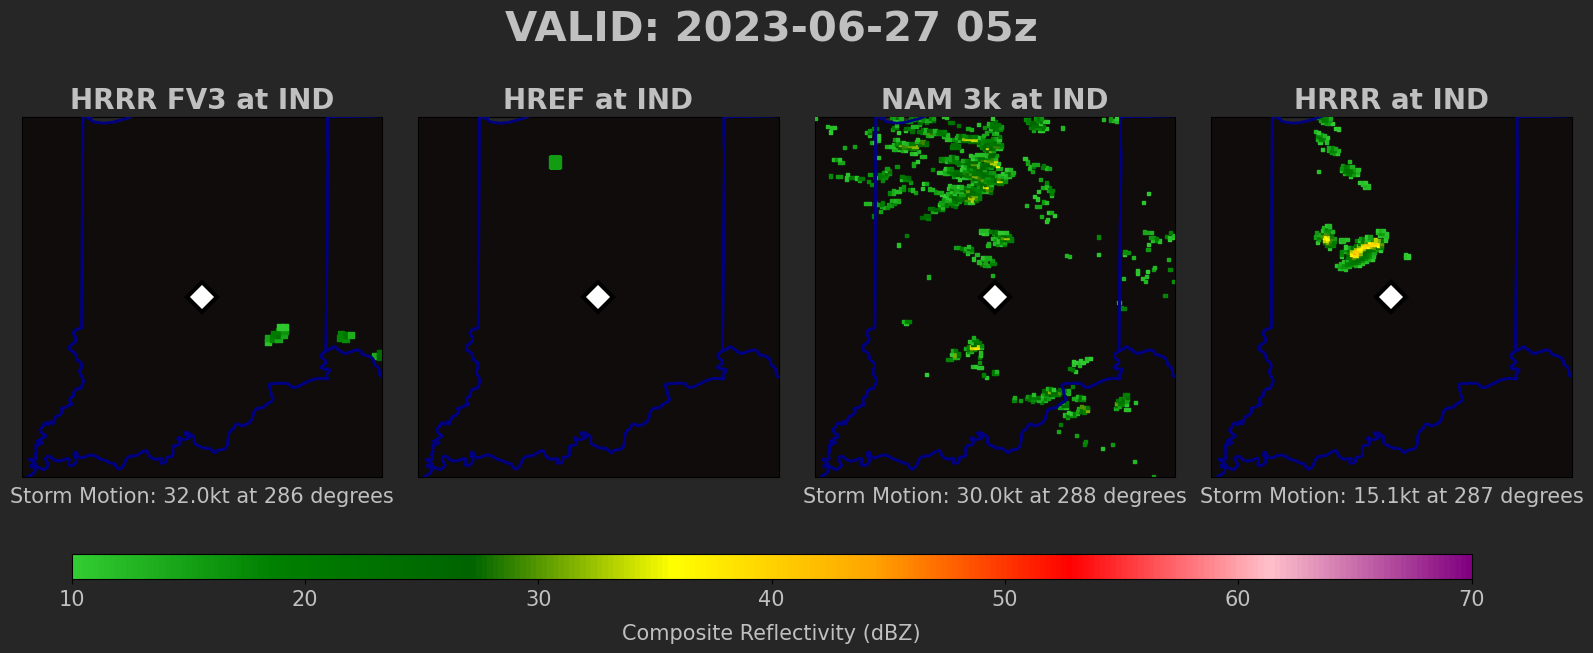 VALID: 2023-06-27 05z
HRRR FV3 at IND
HREF at IND
NAM 3k at IND
HRRR at IND
Storm Motion: 32.0kt at 286 degrees
Storm Motion: 30.0kt at 288 degrees
Storm Motion: 15.1kt at 287 degrees
10 20 30 40 50 60 70
Composite Reflectivity (dBZ)